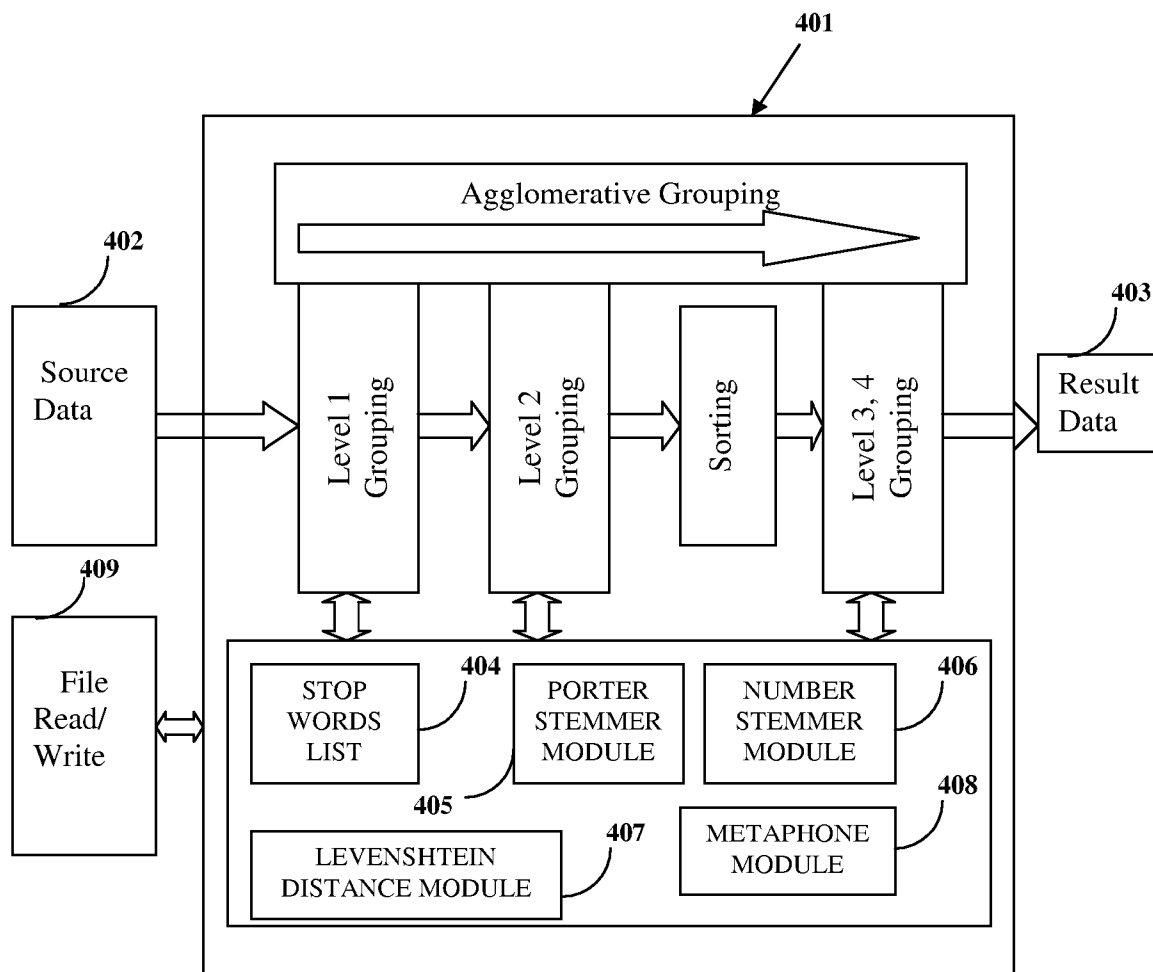 401
Agglomerative Grouping
402
Source
Data
Level 1
Grouping
Level 2
Grouping
Sorting
Level 3, 4
Grouping
403
Result
Data
409
File
Read/
Write
STOP
WORDS
LIST
404
PORTER
STEMMER
MODULE
405
NUMBER
STEMMER
MODULE
406
LEVENSHTEIN
DISTANCE MODULE
407
METAPHONE
MODULE
408